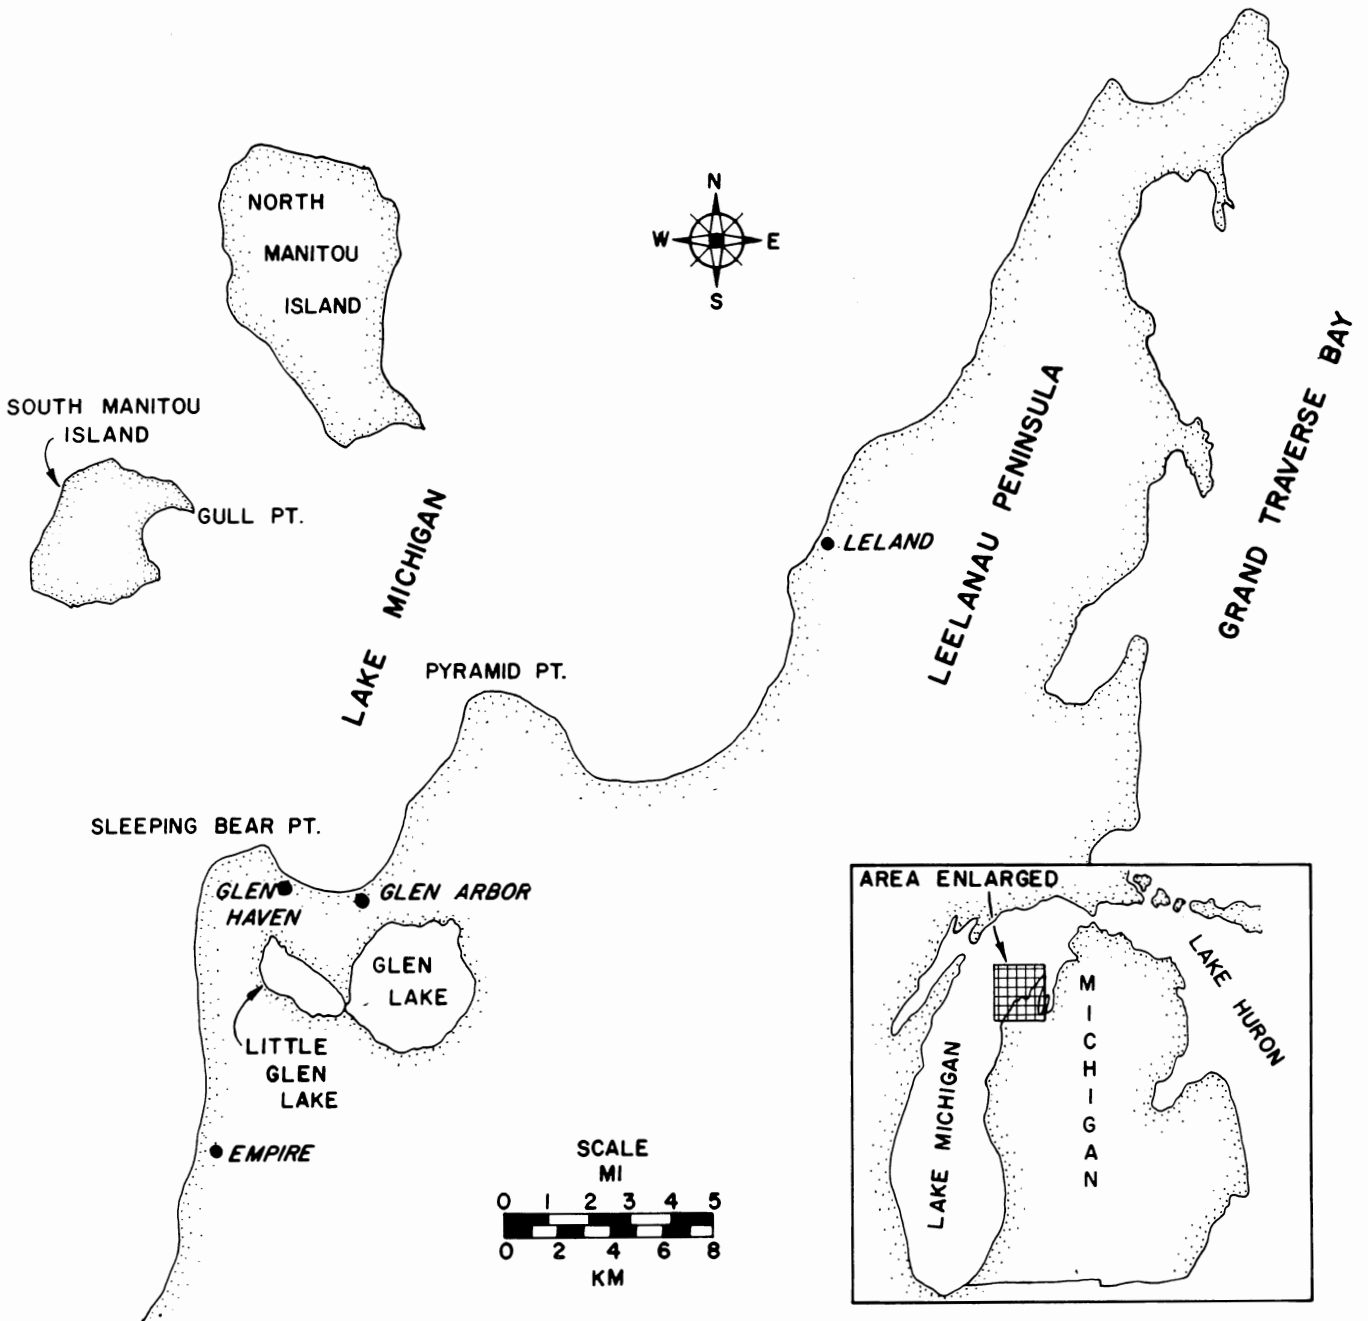 N
W
E
S
NORTH
MANITOU
ISLAND
SOUTH MANITOU
ISLAND
GULL PT.
LAKE MICHIGAN
LEELANAU PENINSULA
GRAND TRAVERSE BAY
LELAND
PYRAMID PT.
SLEEPING BEAR PT.
GLEN
HAVEN
GLEN ARBOR
GLEN
LAKE
LITTLE
GLEN
LAKE
EMPIRE
SCALE
MI
0 1 2 3 4 5
0 2 4 6 8
KM
AREA ENLARGED
LAKE HURON
MICHIGAN
LAKE MICHIGAN